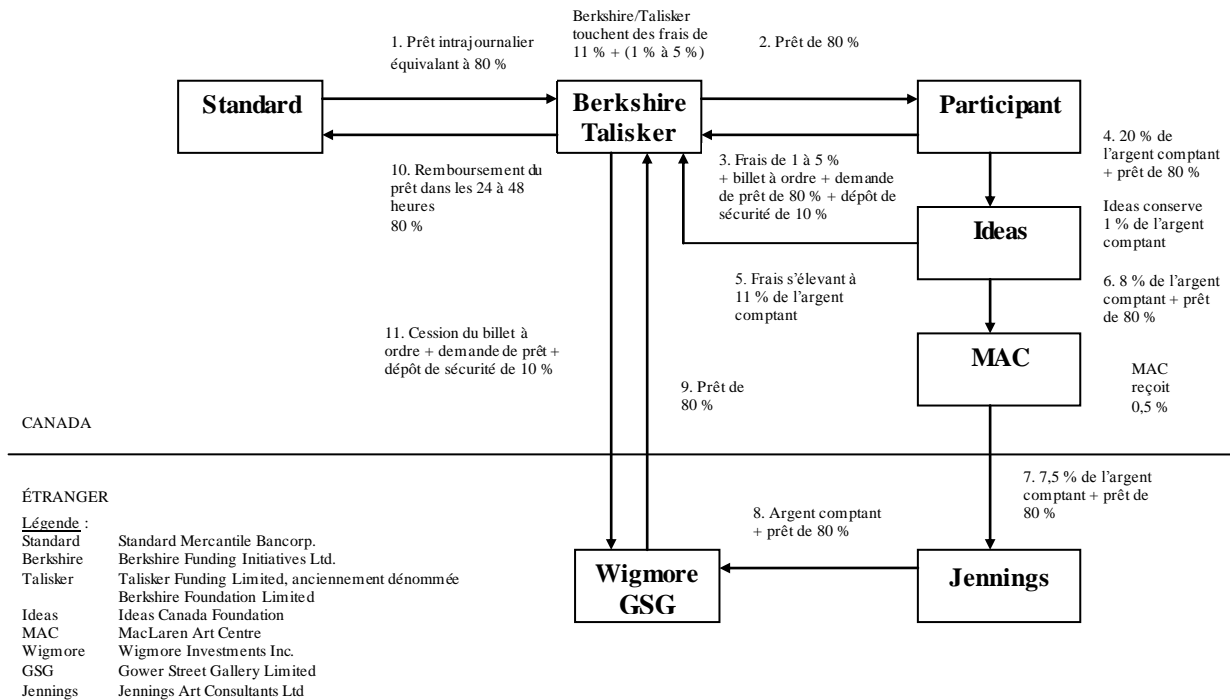 Berkshire/Talisker
touchent des frais de
11 % + (1 % à 5 %)
1. Prêt intrajournalier
équivalant à 80 %
2. Prêt de 80 %
Standard
Berkshire
Talisker
Participant
10. Remboursement du
prêt dans les 24 à 48
heures
80 %
3. Frais de 1 à 5 %
+ billet à ordre + demande
de prêt de 80 % + dépôt de
sécurité de 10 %
4. 20 % de
l'argent comptant
+ prêt de 80 %
Ideas
Ideas conserve
1 % de l'argent
comptant
5. Frais s'élevant à
11 % de l'argent
comptant
6. 8 % de l'argent
comptant + prêt
de 80 %
11. Cession du billet à
ordre + demande de prêt +
dépôt de sécurité de 10 %
MAC
9. Prêt de
80 %
MAC
reçoit
0,5 %
CANADA
ÉTRANGER
7. 7,5 % de l'argent
comptant + prêt de
80 %
8. Argent comptant
+ prêt de 80 %
Wigmore
GSG
Jennings
Légende :
Standard Standard Mercantile Bancorp.
Berkshire Berkshire Funding Initiatives Ltd.
Talisker Talisker Funding Limited, anciennement dénommée
Berkshire Foundation Limited
Ideas Ideas Canada Foundation
MAC MacLaren Art Centre
Wigmore Wigmore Investments Inc.
GSG Gower Street Gallery Limited
Jennings Jennings Art Consultants Ltd